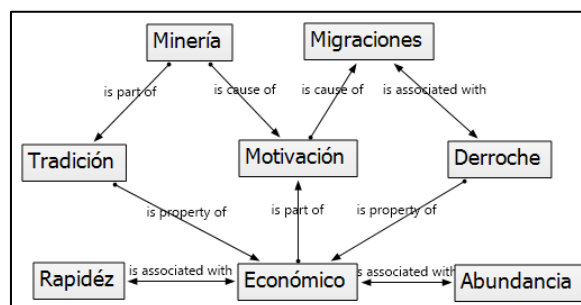 Minería
Migraciones
is part of
is cause of
is cause of
is associated with
Tradición
Motivación
Derroche
is property of
is part of
is property of
Rapidéz
is associated with
Económico
is associated with
Abundancia